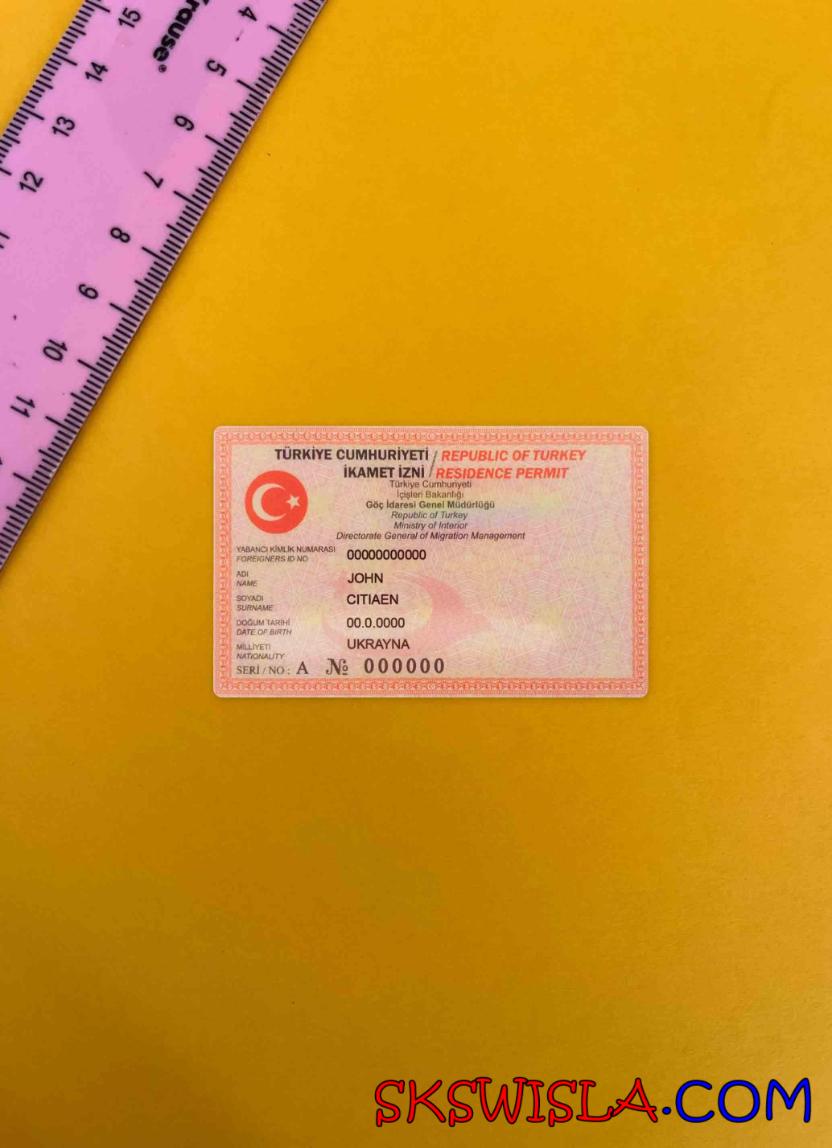 15 14 13 12
rause®
4 5 6 7 8 9 10 11
TÜRKİYE CUMHURİYETİ / REPUBLIC OF TURKEY
İKAMET İZNİ / RESIDENCE PERMIT
Türkiye Cumhuriyeti
İçişleri Bakanlığı
Göç İdaresi Genel Müdürlüğü
Republic of Turkey
Ministry of Interior
Directorate General of Migration Management
YABANCI KİMLİK NUMARASI
FOREIGNERS ID NO
00000000000
ADI
NAME
JOHN
SOYADI
SURNAME
CITIAEN
DOĞUM TARİHİ
DATE OF BIRTH
00.0.0000
MİLLİYETİ
NATIONALITY
UKRAYNA
SERİ / NO : A № 000000
SKSWISLA.COM